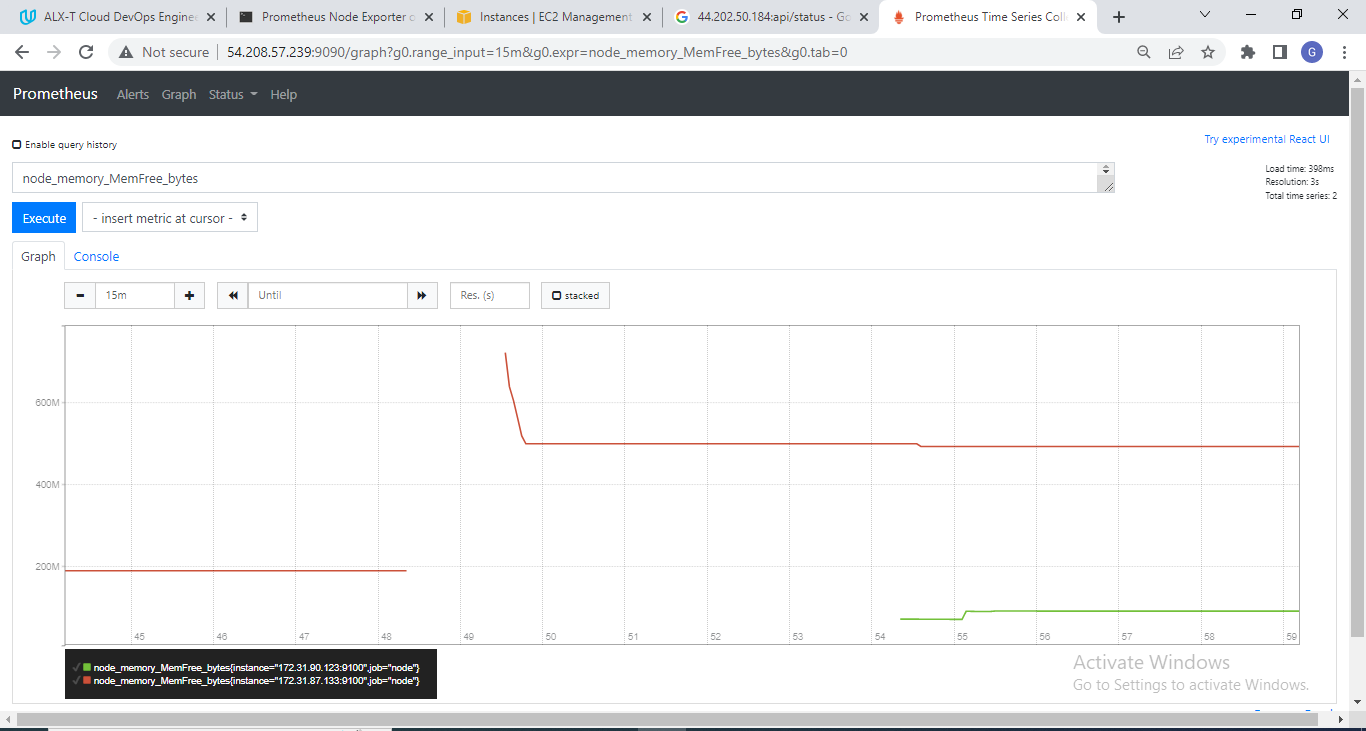 ALX-T Cloud DevOps Engine
Prometheus Node Exporter o
Instances | EC2 Management
44.202.50.184:api/status - Go
Prometheus Time Series Coll
Not secure
54.208.57.239:9090/graph?g0.range_input=15m&g0.expr=node_memory_MemFree_bytes&g0.tab=0
G
Prometheus
Alerts
Graph
Status
Help
Enable query history
Try experimental React UI
node_memory_MemFree_bytes
Load time: 398ms
Resolution: 3s
Total time series: 2
Execute
- insert metric at cursor -
Graph
Console
15m
Until
Res. (s)
stacked
600M
400M
200M
45 46 47 48 49 50 51 52 53 54 55 56 57 58 59
node_memory_MemFree_bytes{instance="172.31.90.123:9100",job="node"}
node_memory_MemFree_bytes{instance="172.31.87.133:9100",job="node"}
Activate Windows
Go to Settings to activate Windows.